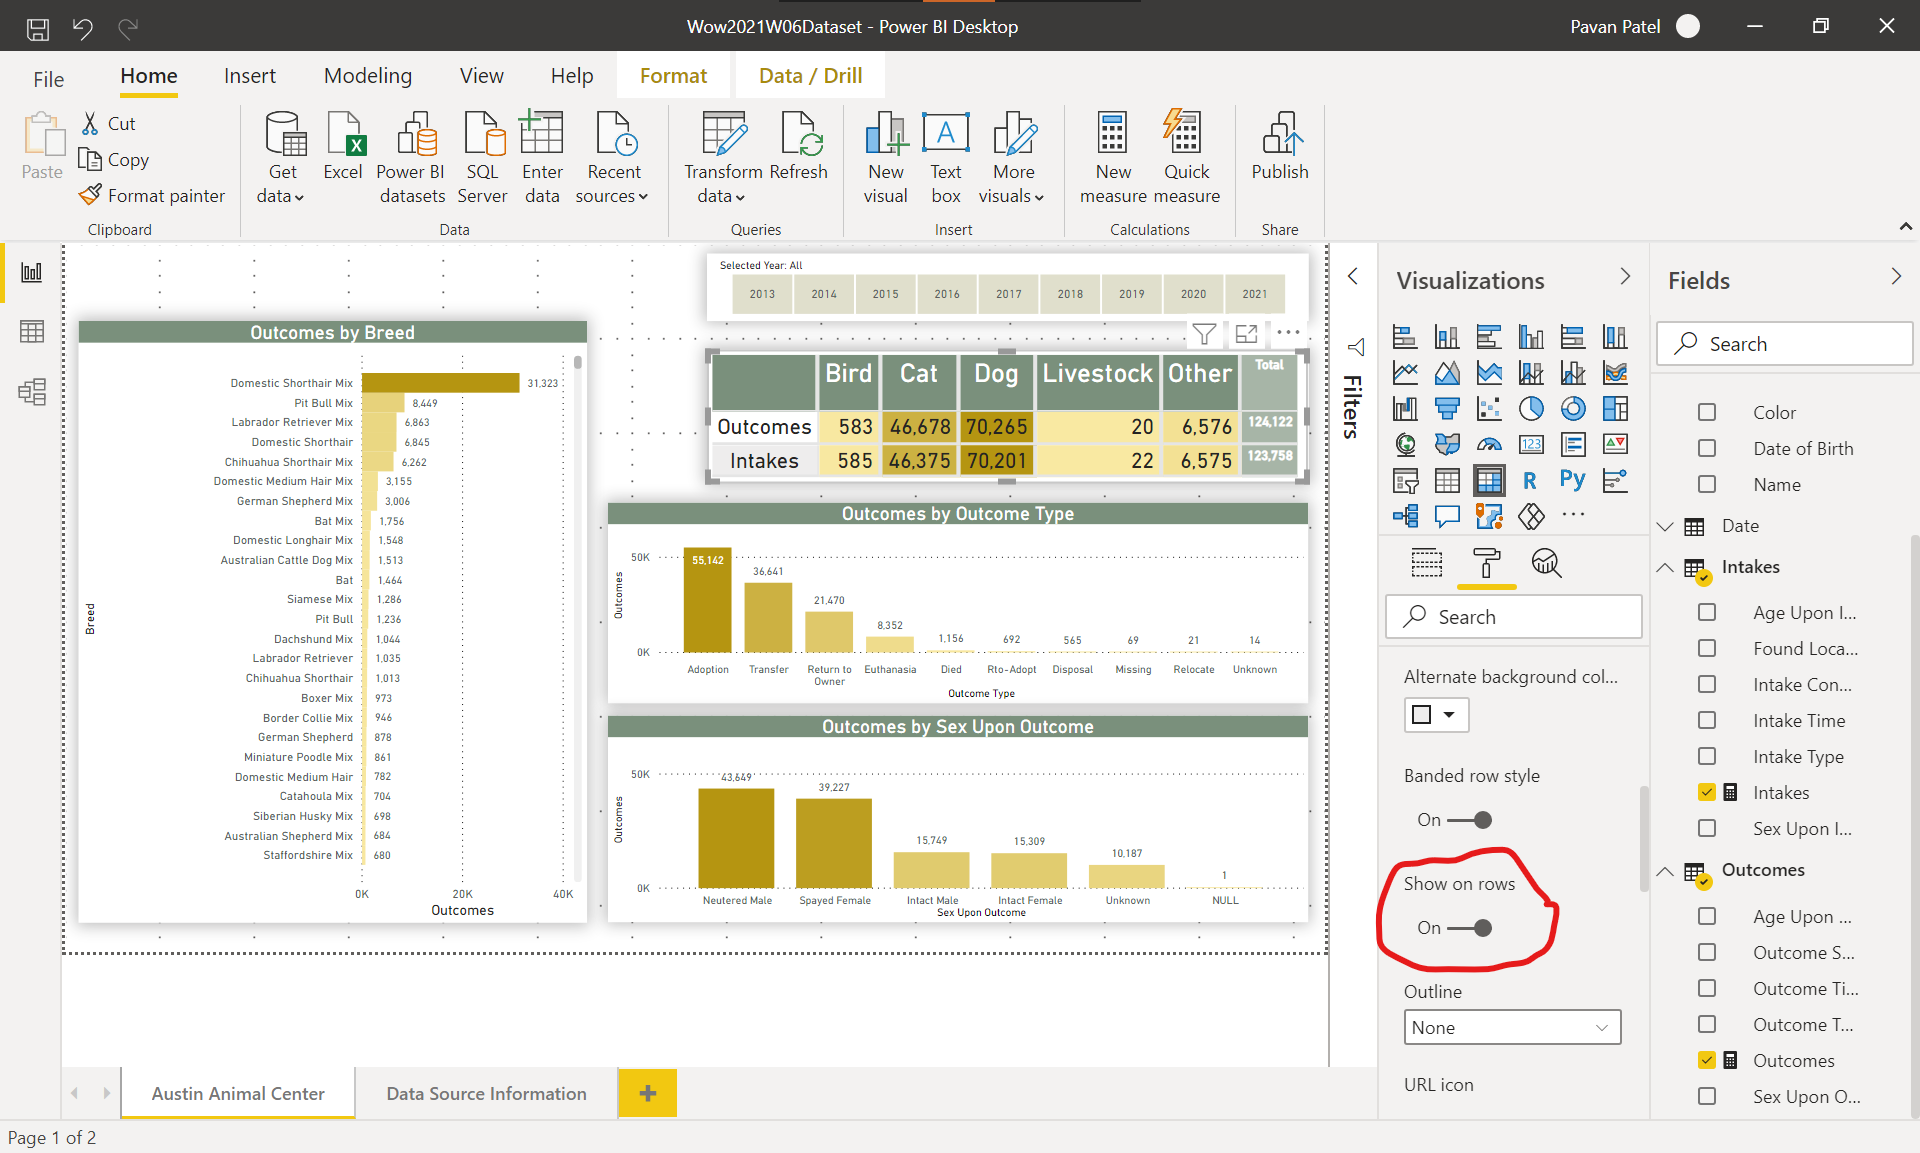 Wow2021W06Dataset - Power BI Desktop
Pavan Patel
File
Home
Insert
Modeling
View
Help
Format
Data / Drill
Paste
Cut
Copy
Format painter
Clipboard
Get data
Excel
Power BI datasets
SQL Server
Enter data
Recent sources
Data
Transform data
Refresh
Queries
New visual
A
Text box
More visuals
Insert
New measure
Quick measure
Calculations
Publish
Share
Selected Year: All
2013 2014 2015 2016 2017 2018 2019 2020 2021
Outcomes by Breed
Domestic Shorthair Mix 31,323
Pit Bull Mix 8,449
Labrador Retriever Mix 6,863
Domestic Shorthair 6,845
Chihuahua Shorthair Mix 6,262
Domestic Medium Hair Mix 3,155
German Shepherd Mix 3,006
Bat Mix 1,756
Domestic Longhair Mix 1,548
Australian Cattle Dog Mix 1,513
Bat 1,464
Siamese Mix 1,286
Pit Bull 1,236
Dachshund Mix 1,044
Labrador Retriever 1,035
Chihuahua Shorthair 1,013
Boxer Mix 973
Border Collie Mix 946
German Shepherd 878
Miniature Poodle Mix 861
Domestic Medium Hair 782
Catahoula Mix 704
Siberian Husky Mix 698
Australian Shepherd Mix 684
Staffordshire Mix 680
Breed
0K 20K 40K
Outcomes
Bird Cat Dog Livestock Other Total
Outcomes 583 46,678 70,265 20 6,576 124,122
Intakes 585 46,375 70,201 22 6,575 123,758
Outcomes by Outcome Type
50K
0K
Outcomes
55,142 36,641 21,470 8,352 1,156 692 565 69 21 14
Adoption Transfer Return to Owner Euthanasia Died Rto-Adopt Disposal Missing Relocate Unknown
Outcome Type
Outcomes by Sex Upon Outcome
50K
0K
Outcomes
43,649 39,227 15,749 15,309 10,187 1
Neutered Male Spayed Female Intact Male Intact Female Unknown NULL
Sex Upon Outcome
Filters
Visualizations
123
R
Py
Search
Alternate background col...
Banded row style
On
Show on rows
On
Outline
None
URL icon
Fields
Search
Color
Date of Birth
Name
Date
Intakes
Age Upon I...
Found Loca...
Intake Con...
Intake Time
Intake Type
Intakes
Sex Upon I...
Outcomes
Age Upon ...
Outcome S...
Outcome Ti...
Outcome T...
Outcomes
Sex Upon O...
Austin Animal Center
Data Source Information
Page 1 of 2